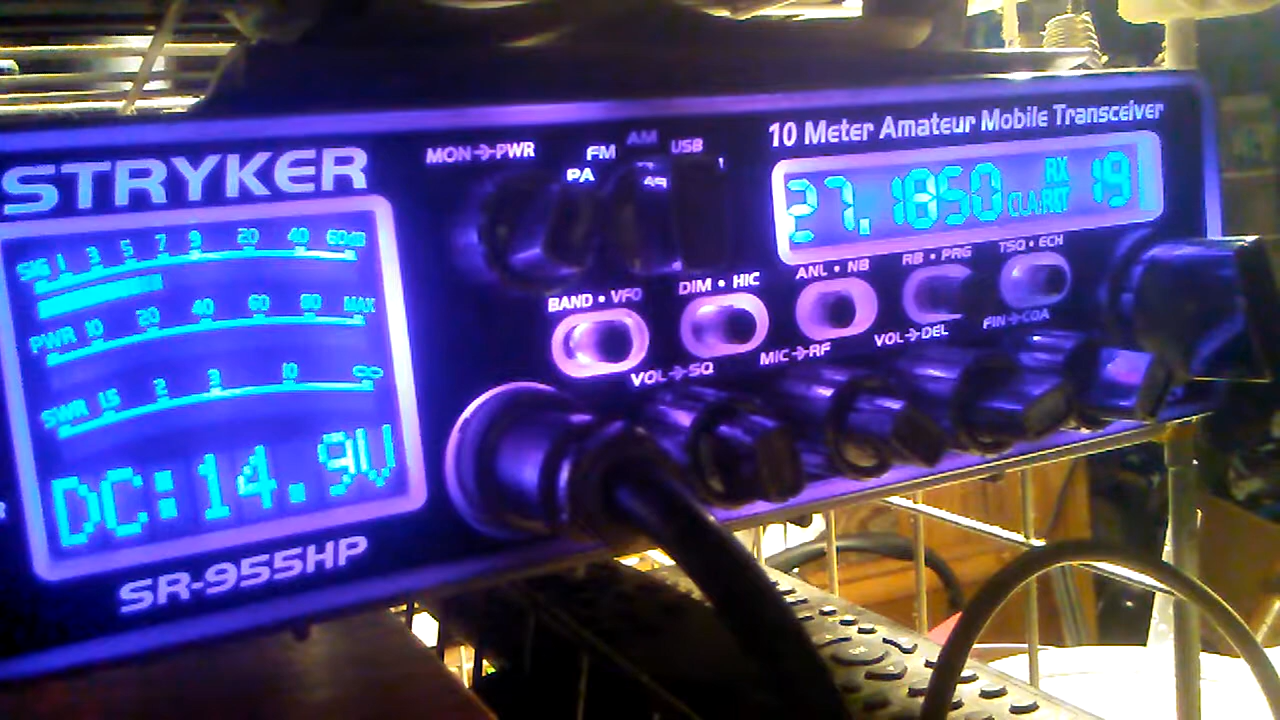 STRYKER
SIG 1 3 5 7 9 20 40 60dB
PWR 10 20 40 60 80 MAX
SWR 1.5 2 3 10 ∞
DC:14.9V
SR-955HP
MON→PWR
PA FM AM USB
10 Meter Amateur Mobile Transceiver
27.1850 RX 19
BAND • VFO
DIM • HIC
ANL • NB
RB • PRG
TSQ • ECH
VOL→SQ
MIC→RF
VOL→DEL
FIN→COA